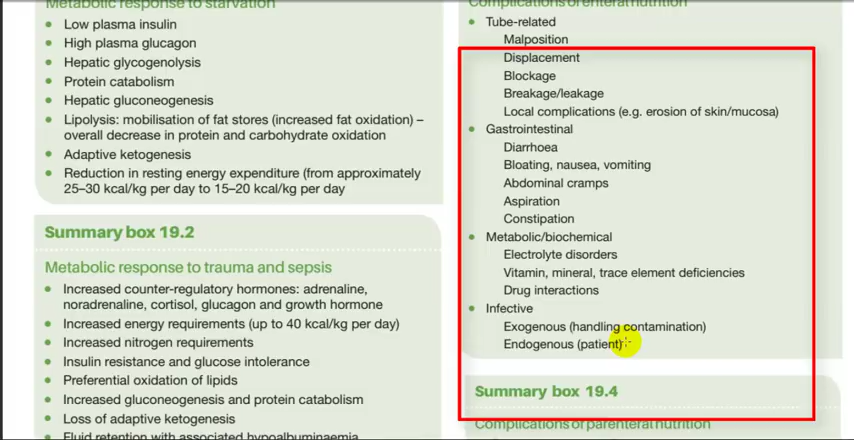 Metabolic response to starvation
• Low plasma insulin
• High plasma glucagon
• Hepatic glycogenolysis
• Protein catabolism
• Hepatic gluconeogenesis
• Lipolysis: mobilisation of fat stores (increased fat oxidation) –
overall decrease in protein and carbohydrate oxidation
• Adaptive ketogenesis
• Reduction in resting energy expenditure (from approximately
25–30 kcal/kg per day to 15–20 kcal/kg per day
Summary box 19.2
Metabolic response to trauma and sepsis
• Increased counter-regulatory hormones: adrenaline,
noradrenaline, cortisol, glucagon and growth hormone
• Increased energy requirements (up to 40 kcal/kg per day)
• Increased nitrogen requirements
• Insulin resistance and glucose intolerance
• Preferential oxidation of lipids
• Increased gluconeogenesis and protein catabolism
• Loss of adaptive ketogenesis
• Fluid retention with associated hypoalbuminaemia
Complications of enteral nutrition
• Tube-related
Malposition
Displacement
Blockage
Breakage/leakage
Local complications (e.g. erosion of skin/mucosa)
• Gastrointestinal
Diarrhoea
Bloating, nausea, vomiting
Abdominal cramps
Aspiration
Constipation
• Metabolic/biochemical
Electrolyte disorders
Vitamin, mineral, trace element deficiencies
Drug interactions
• Infective
Exogenous (handling contamination)
Endogenous (patient)
Summary box 19.4
Complications of parenteral nutrition